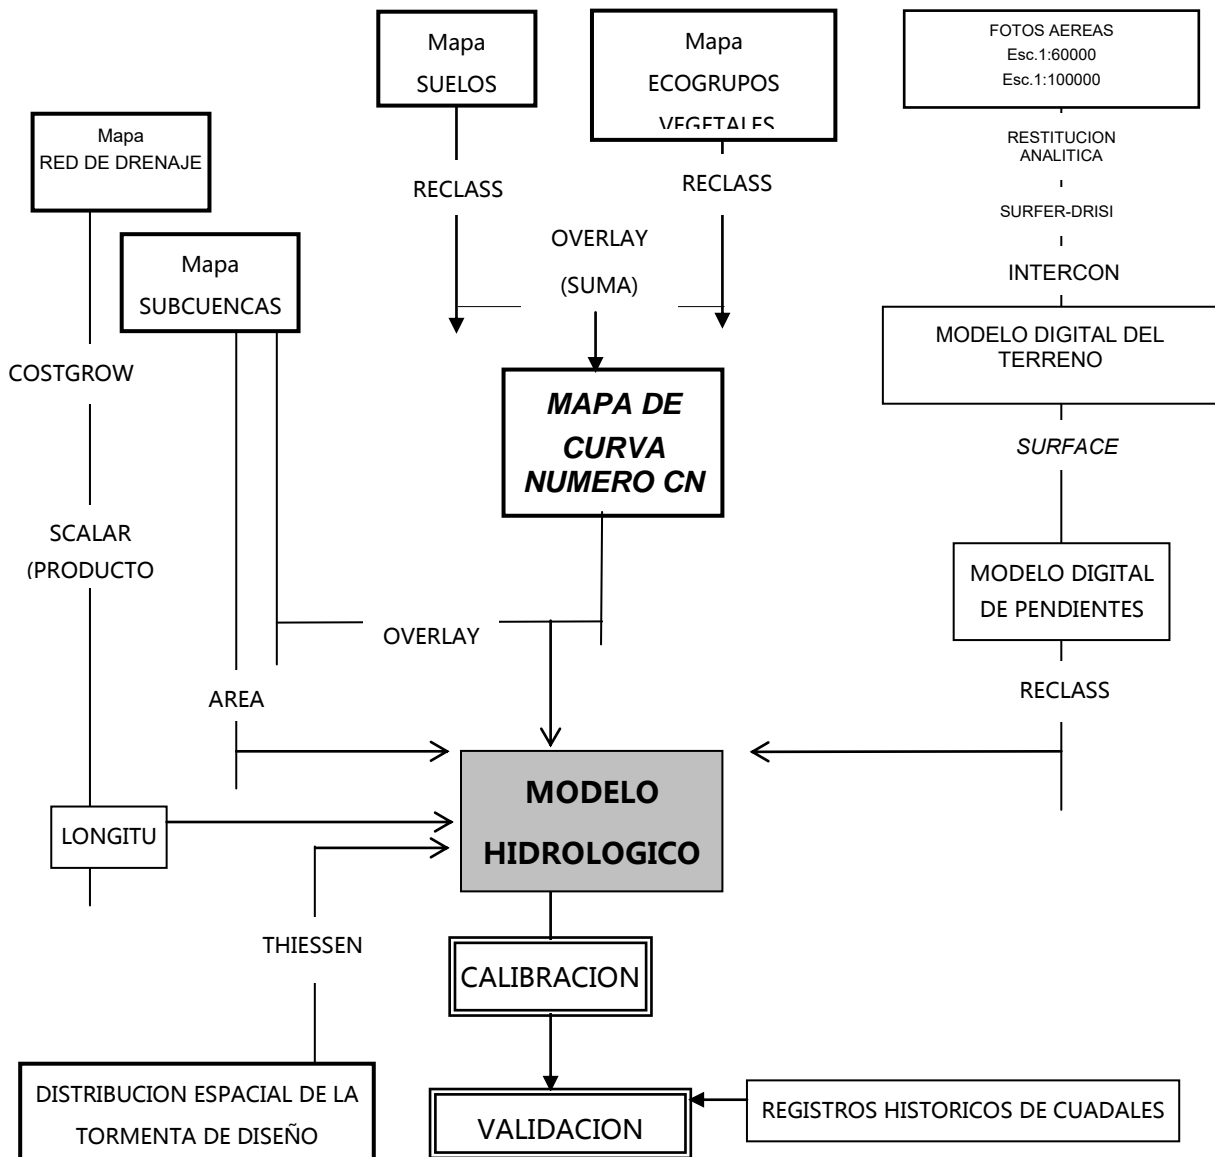 Mapa
SUELOS
Mapa
ECOGRUPOS
VEGETALES
FOTOS AEREAS
Esc.1:60000
Esc.1:100000
Mapa
RED DE DRENAJE
RESTITUCION
ANALITICA
RECLASS
RECLASS
SURFER-DRISI
Mapa
SUBCUENCAS
OVERLAY
(SUMA)
INTERCON
MODELO DIGITAL DEL
TERRENO
COSTGROW
MAPA DE
CURVA
NUMERO CN
SURFACE
SCALAR
(PRODUCTO
MODELO DIGITAL
DE PENDIENTES
OVERLAY
AREA
RECLASS
MODELO
HIDROLOGICO
LONGITU
THIESSEN
CALIBRACION
DISTRIBUCION ESPACIAL DE LA
TORMENTA DE DISEÑO
VALIDACION
REGISTROS HISTORICOS DE CUADALES